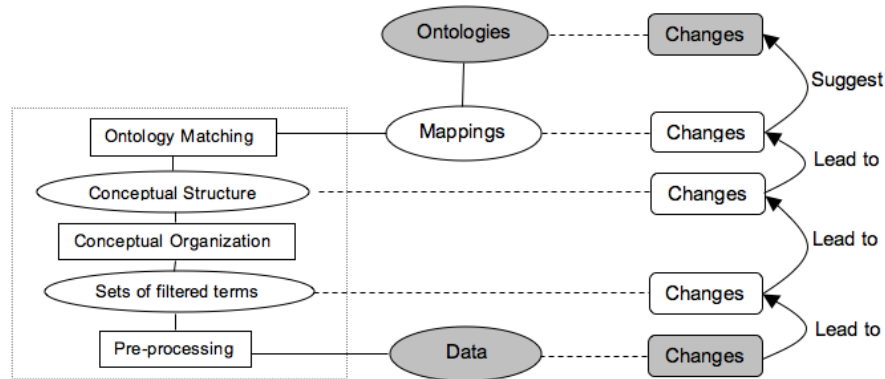 Ontologies
Changes
Suggest
Ontology Matching
Mappings
Changes
Lead to
Conceptual Structure
Changes
Conceptual Organization
Lead to
Sets of filtered terms
Changes
Lead to
Pre-processing
Data
Changes